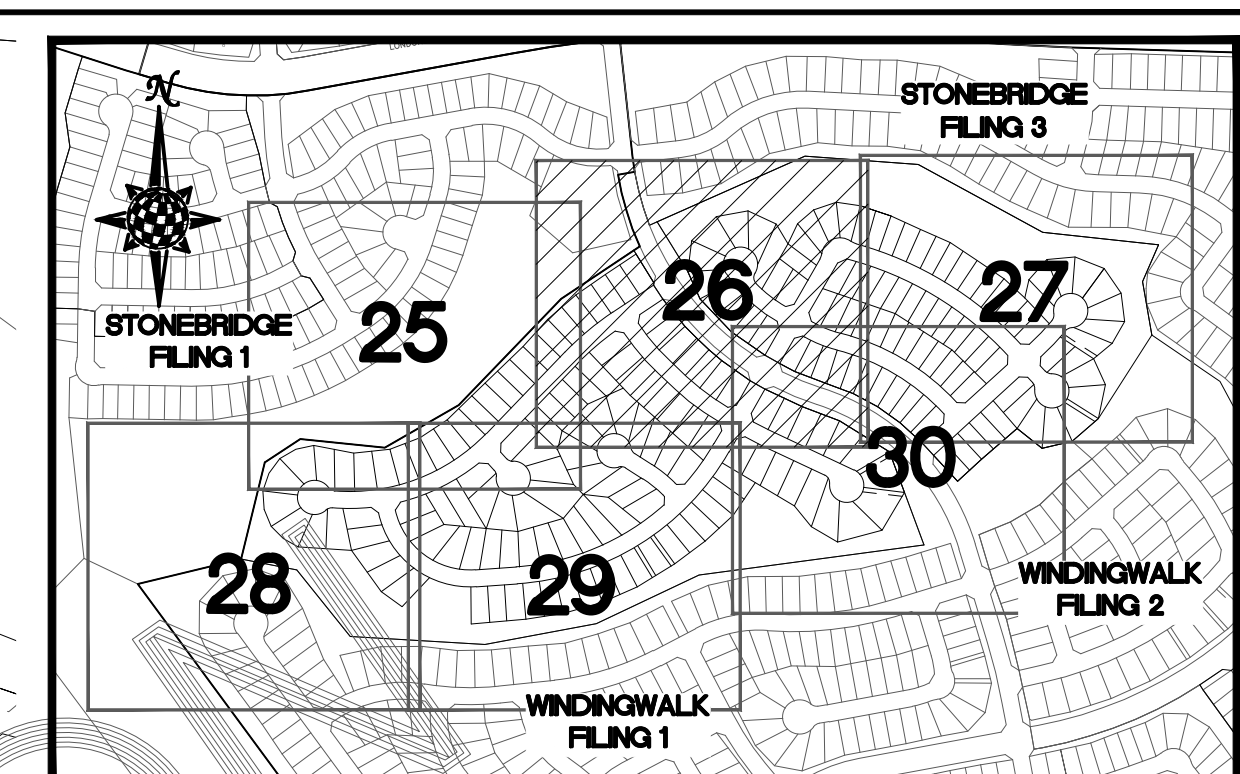 N
STONEBRIDGE
FILING 3
26
27
25
STONEBRIDGE
FILING 1
30
28
29
WINDINGWALK
FILING 2
WINDINGWALK
FILING 1